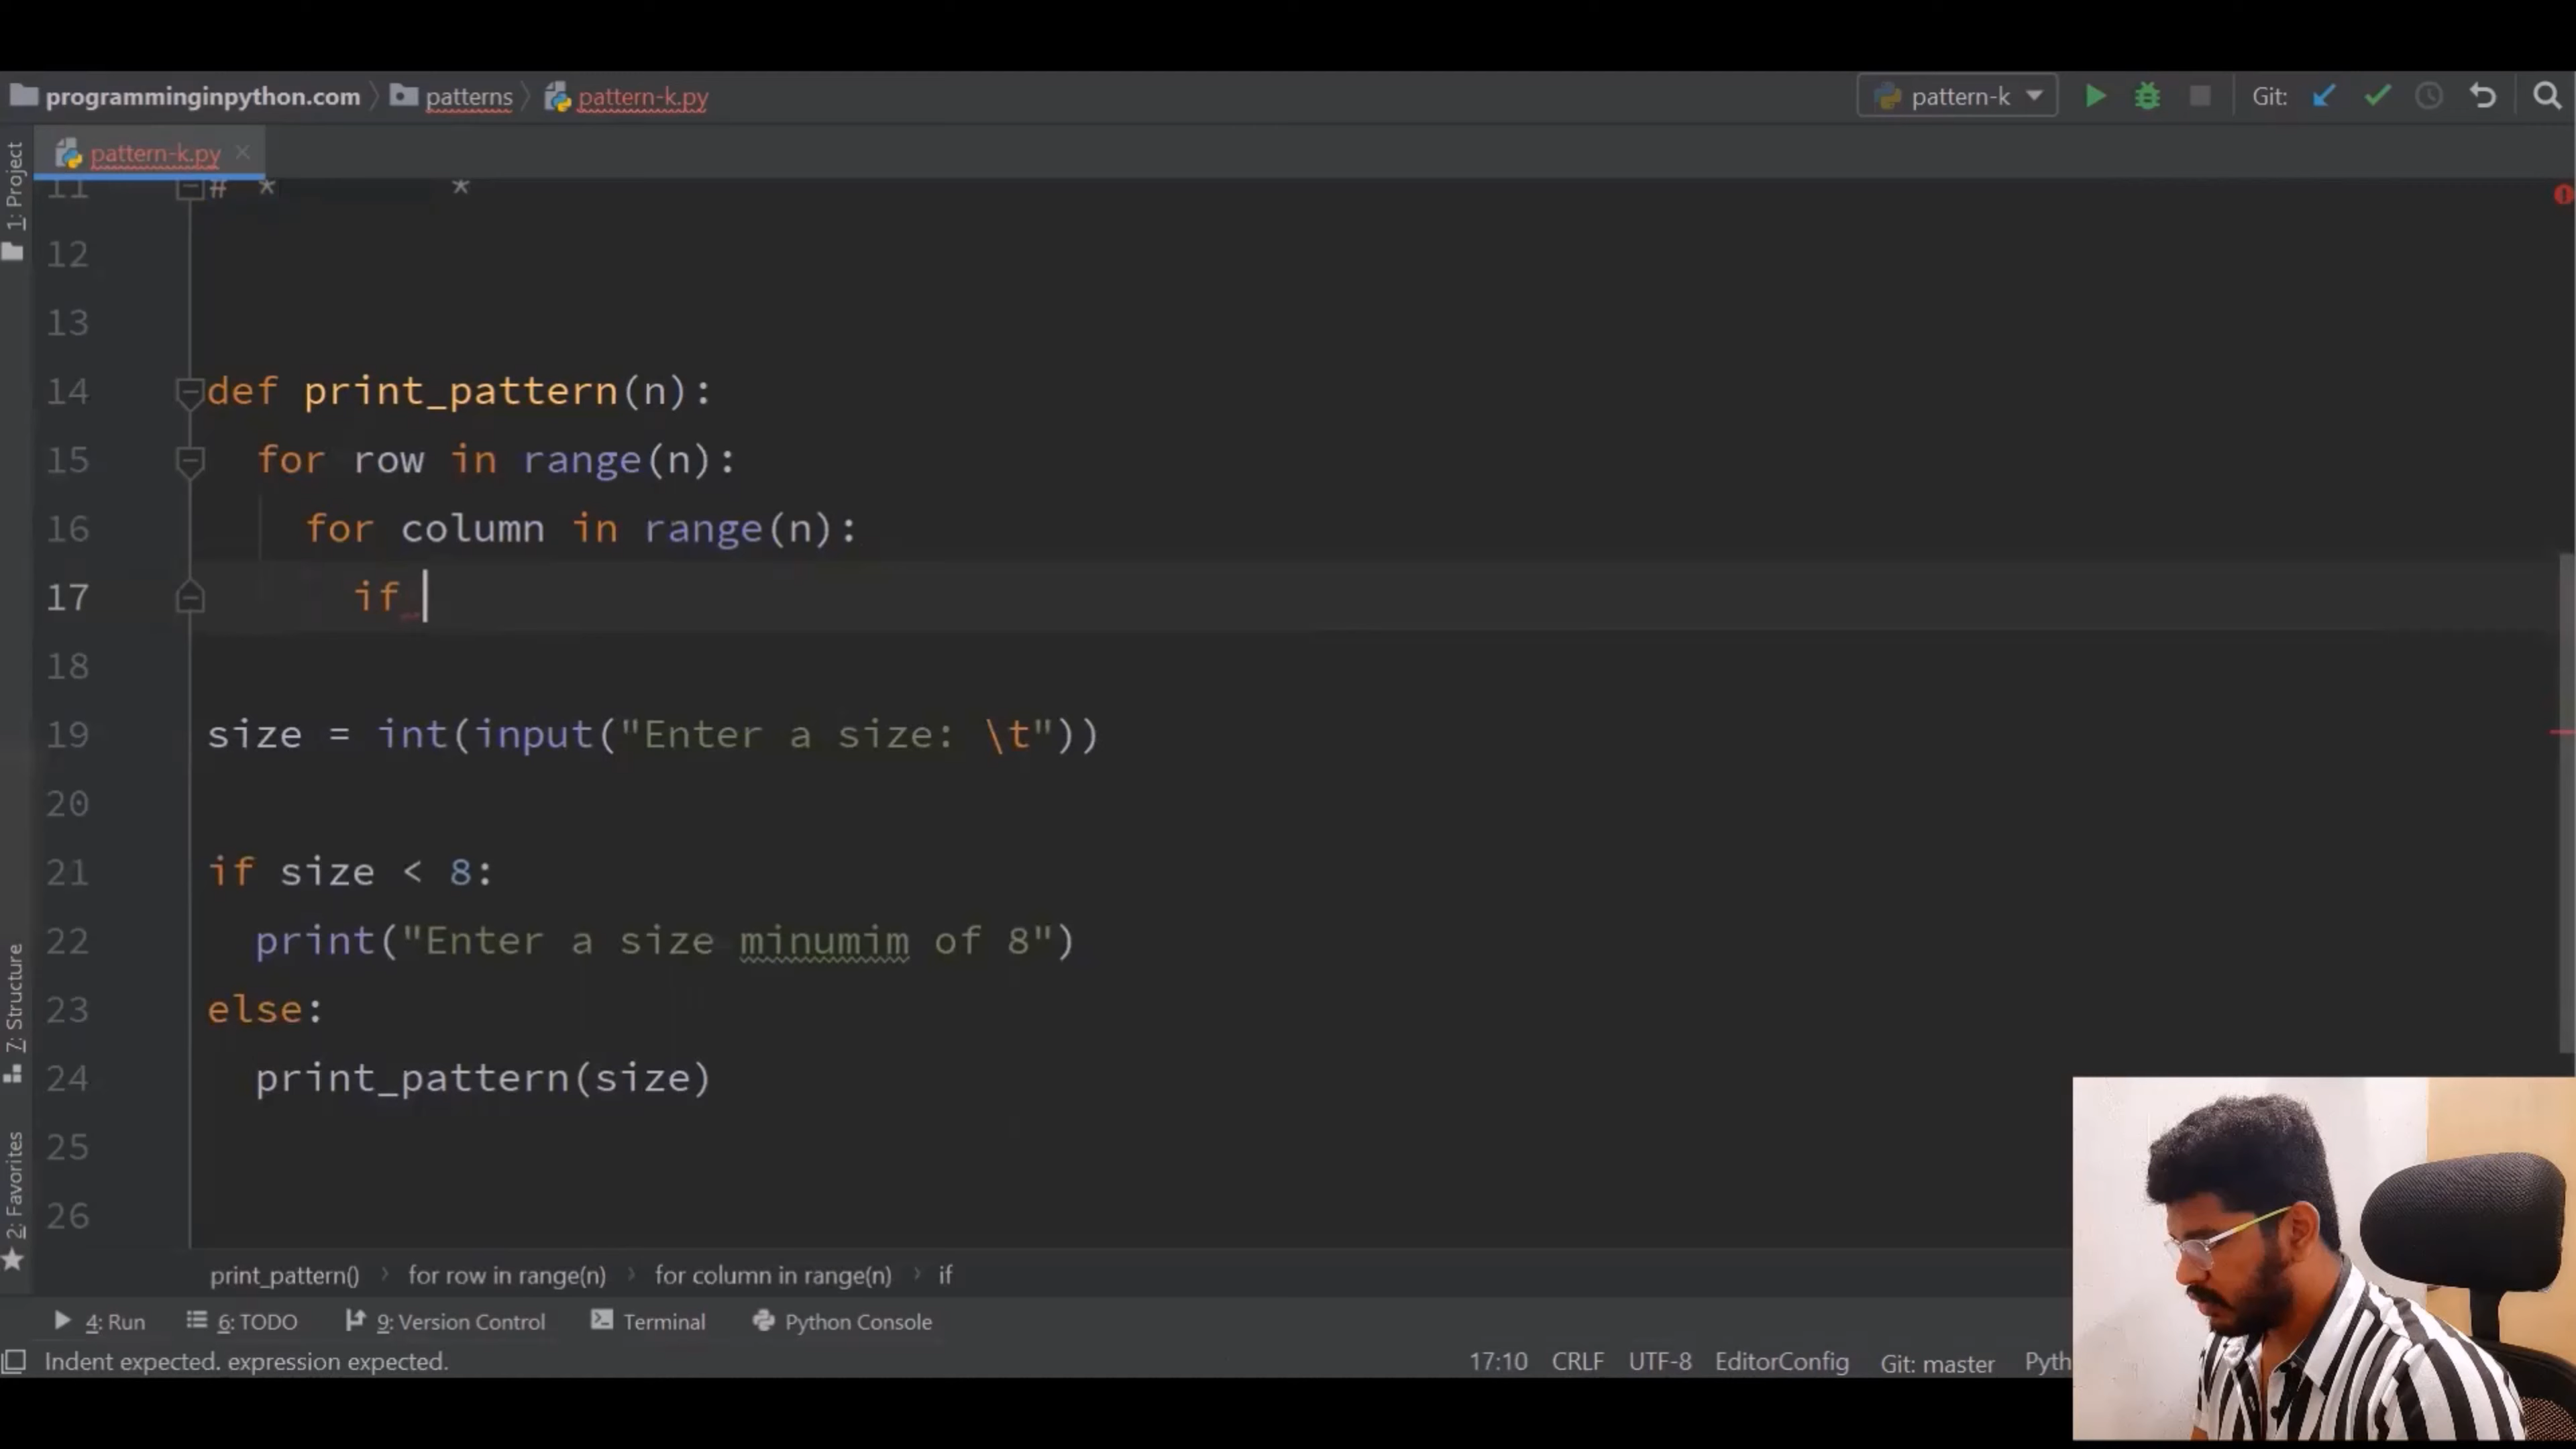 programminginpython.com patterns pattern-k.py pattern-k Git:
pattern-k.py
1: Project
11 # * *
12
13
14 def print_pattern(n):
15 for row in range(n):
16 for column in range(n):
17 if
18
19 size = int(input("Enter a size: \t"))
20
21 if size < 8:
22 print("Enter a size minumim of 8")
23 else:
24 print_pattern(size)
25
26
7: Structure
2: Favorites
print_pattern() for row in range(n) for column in range(n) if
4: Run 6: TODO 9: Version Control Terminal Python Console
Indent expected. expression expected. 17:10 CRLF UTF-8 EditorConfig Git: master Pyth